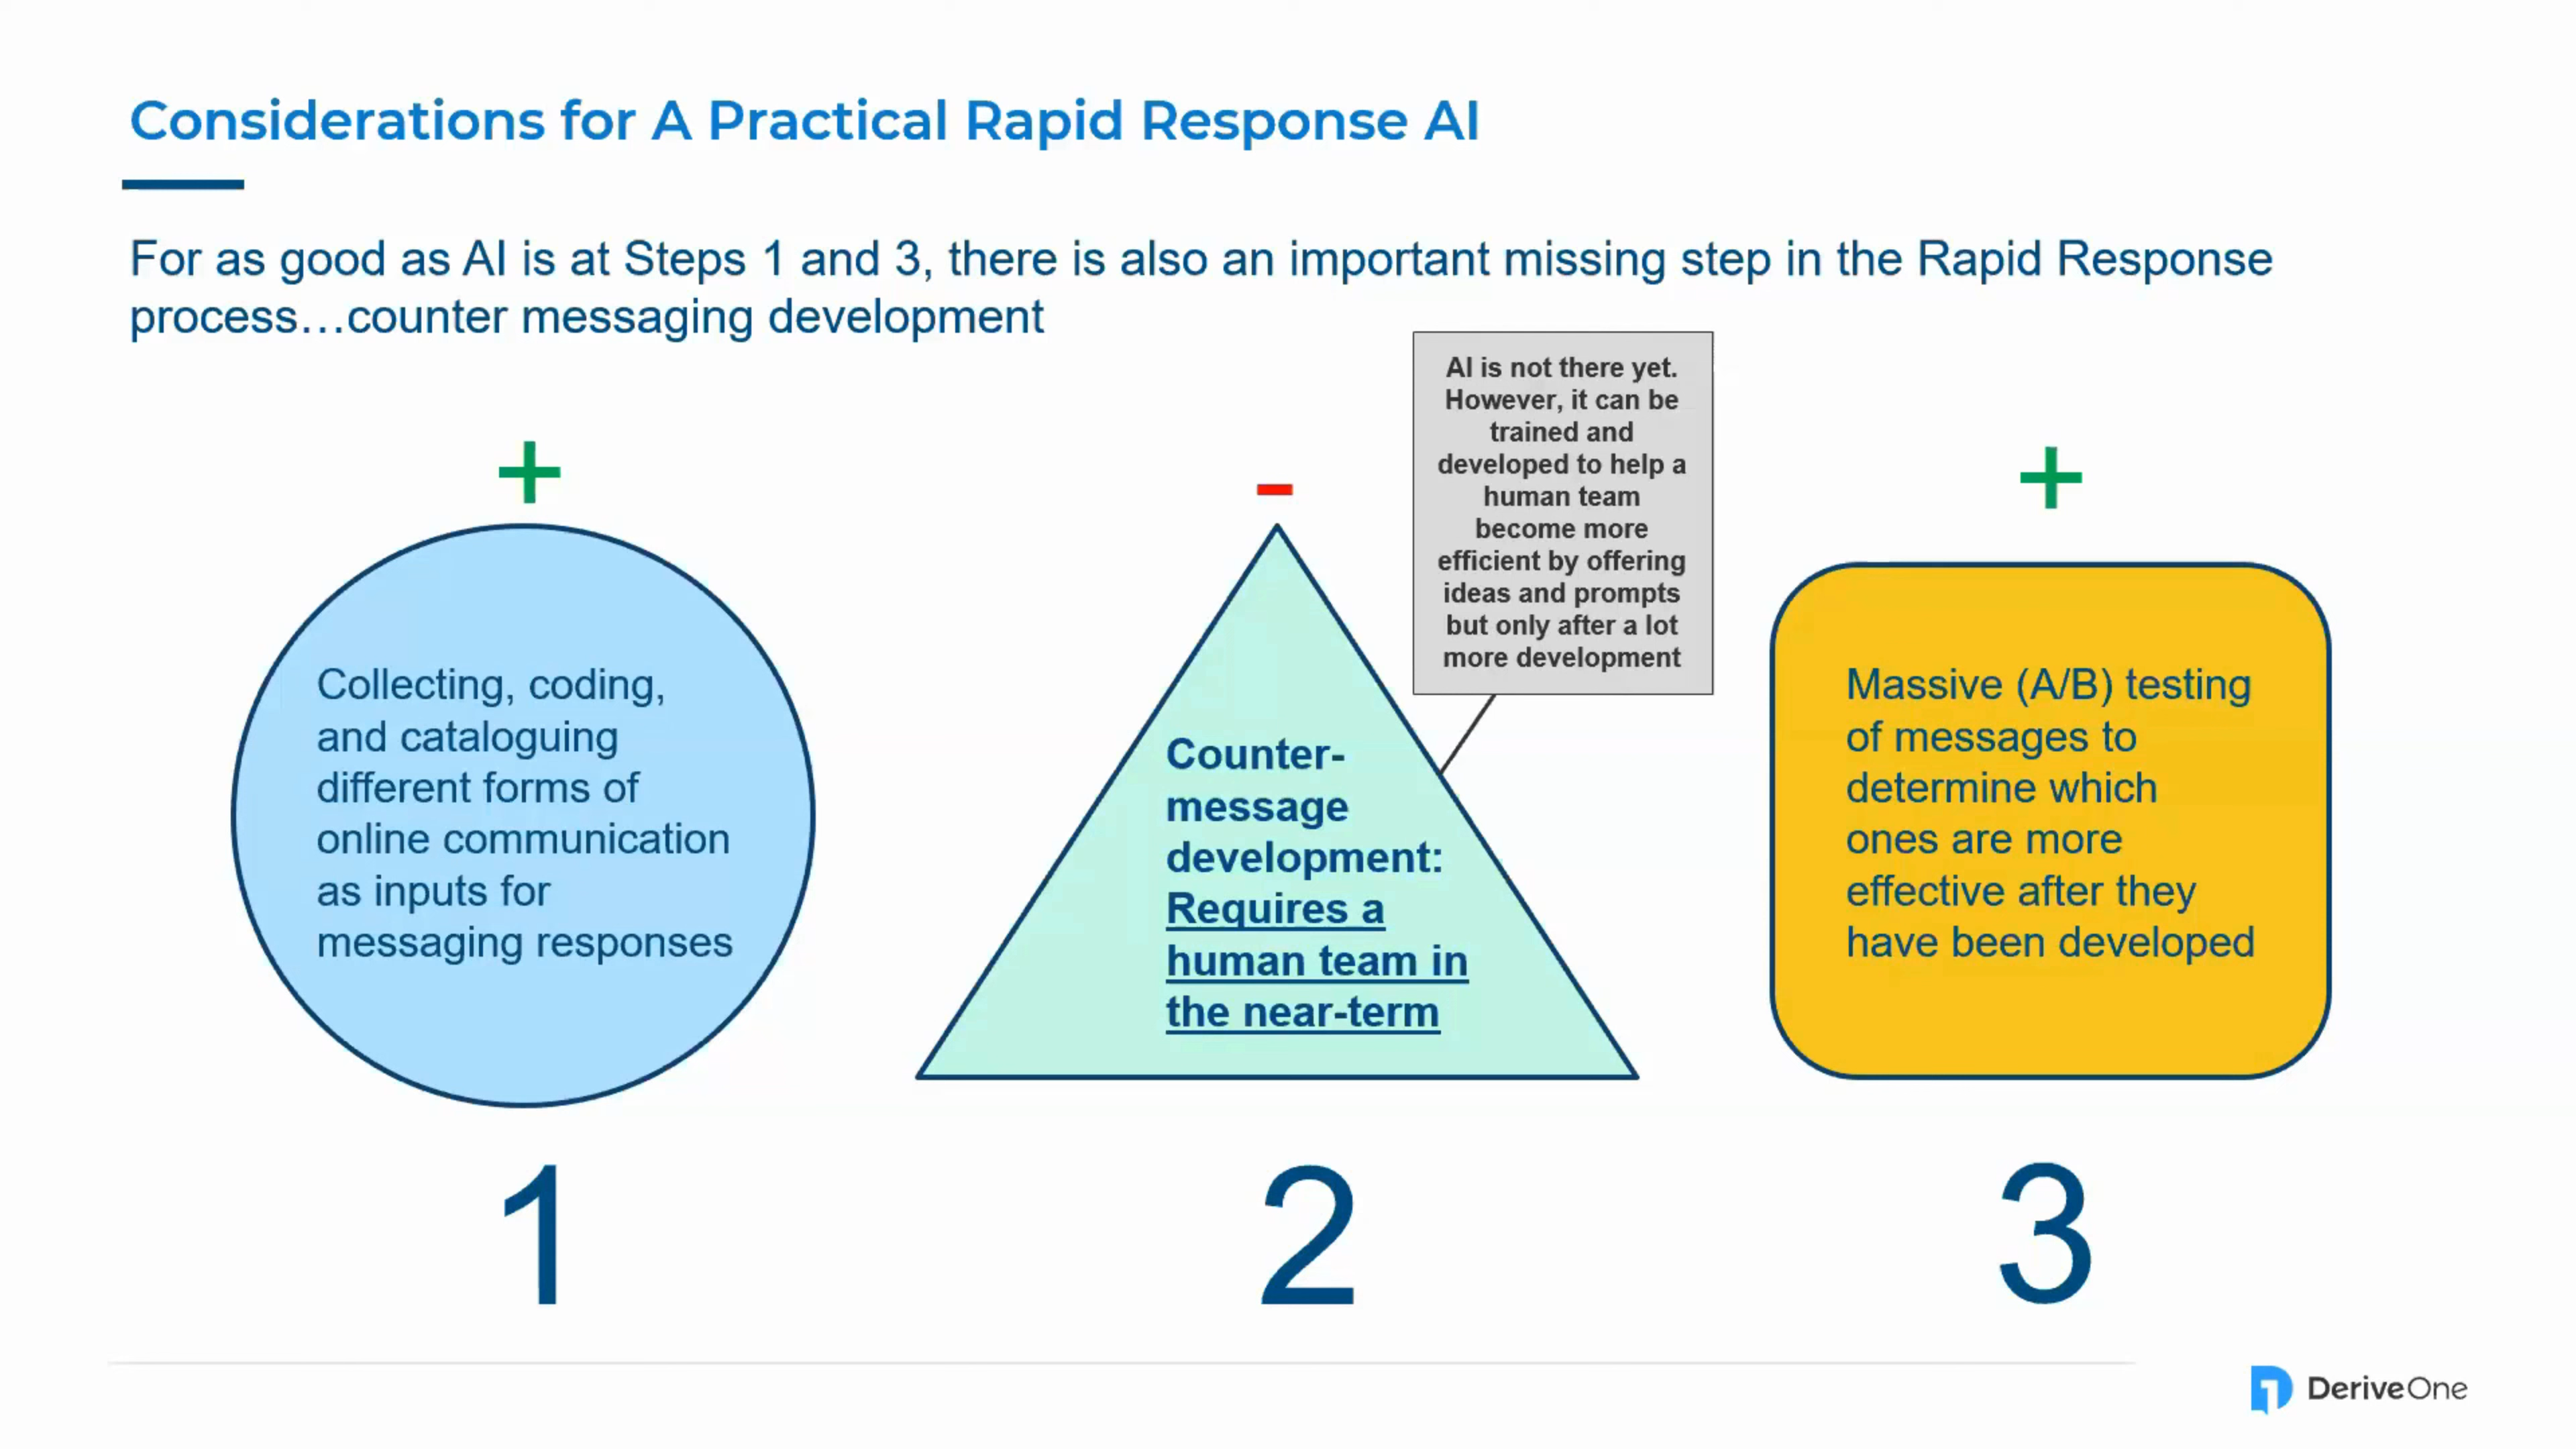 Considerations for A Practical Rapid Response AI
For as good as AI is at Steps 1 and 3, there is also an important missing step in the Rapid Response
process…counter messaging development
+
Collecting, coding,
and cataloguing
different forms of
online communication
as inputs for
messaging responses
1
-
AI is not there yet.
However, it can be
trained and
developed to help a
human team
become more
efficient by offering
ideas and prompts
but only after a lot
more development
Counter-
message
development:
Requires a
human team in
the near-term
2
+
Massive (A/B) testing
of messages to
determine which
ones are more
effective after they
have been developed
3
DeriveOne